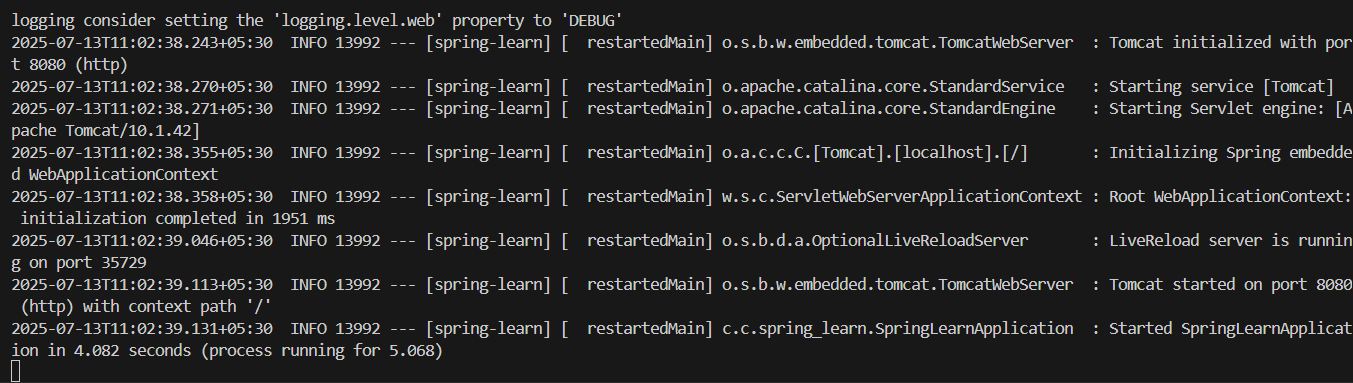 logging consider setting the 'logging.level.web' property to 'DEBUG'
2025-07-13T11:02:38.243+05:30  INFO 13992 --- [spring-learn] [  restartedMain] o.s.b.w.embedded.tomcat.TomcatWebServer  : Tomcat initialized with por
t 8080 (http)
2025-07-13T11:02:38.270+05:30  INFO 13992 --- [spring-learn] [  restartedMain] o.apache.catalina.core.StandardService   : Starting service [Tomcat]
2025-07-13T11:02:38.271+05:30  INFO 13992 --- [spring-learn] [  restartedMain] o.apache.catalina.core.StandardEngine    : Starting Servlet engine: [A
pache Tomcat/10.1.42]
2025-07-13T11:02:38.355+05:30  INFO 13992 --- [spring-learn] [  restartedMain] o.a.c.c.C.[Tomcat].[localhost].[/]       : Initializing Spring embedde
d WebApplicationContext
2025-07-13T11:02:38.358+05:30  INFO 13992 --- [spring-learn] [  restartedMain] w.s.c.ServletWebServerApplicationContext : Root WebApplicationContext:
 initialization completed in 1951 ms
2025-07-13T11:02:39.046+05:30  INFO 13992 --- [spring-learn] [  restartedMain] o.s.b.d.a.OptionalLiveReloadServer       : LiveReload server is runnin
g on port 35729
2025-07-13T11:02:39.113+05:30  INFO 13992 --- [spring-learn] [  restartedMain] o.s.b.w.embedded.tomcat.TomcatWebServer  : Tomcat started on port 8080
 (http) with context path '/'
2025-07-13T11:02:39.131+05:30  INFO 13992 --- [spring-learn] [  restartedMain] c.c.spring_learn.SpringLearnApplication  : Started SpringLearnApplicat
ion in 4.082 seconds (process running for 5.068)